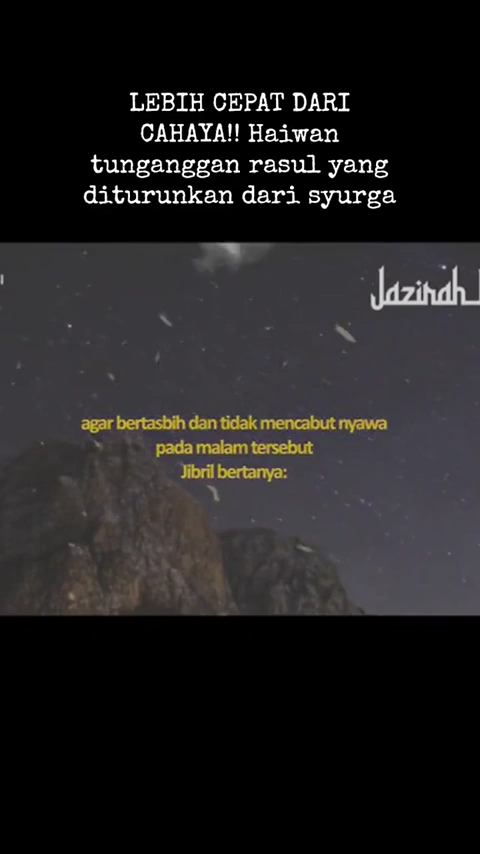 LEBIH CEPAT DARI
CAHAYA!! Haiwan
tunganggan rasul yang
diturunkan dari syurga
Jazirah
agar bertasbih dan tidak mencabut nyawa
pada malam tersebut
Jibril bertanya: